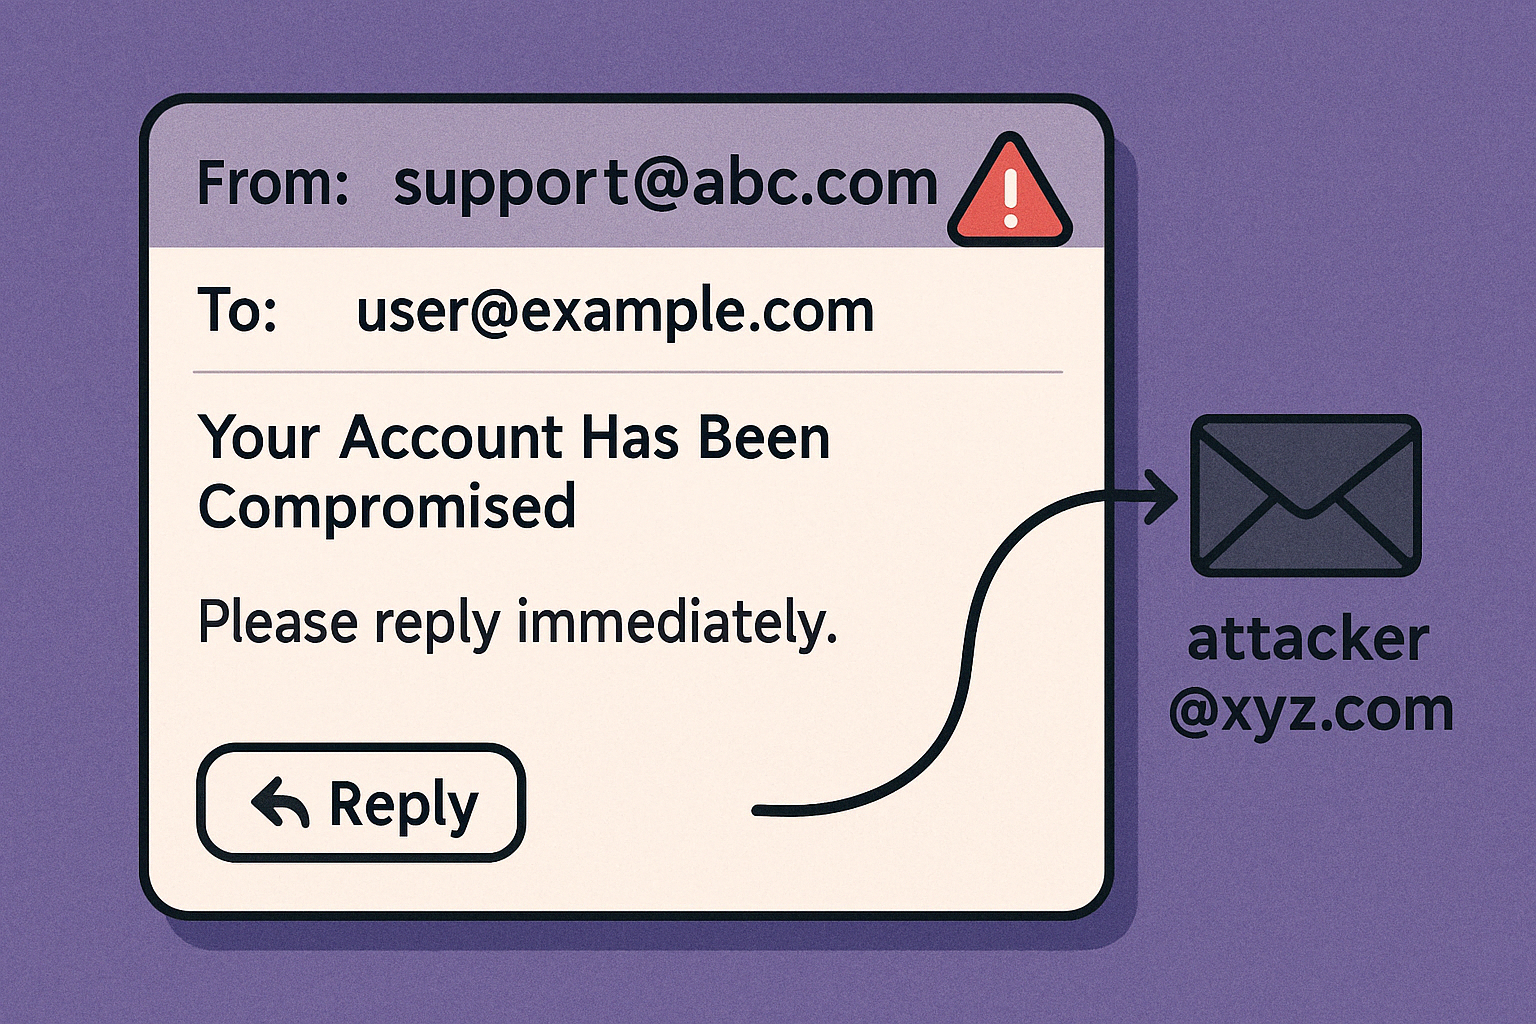 From: support@abc.com
To: user@example.com
Your Account Has Been
Compromised
Please reply immediately.
Reply
attacker
@xyz.com